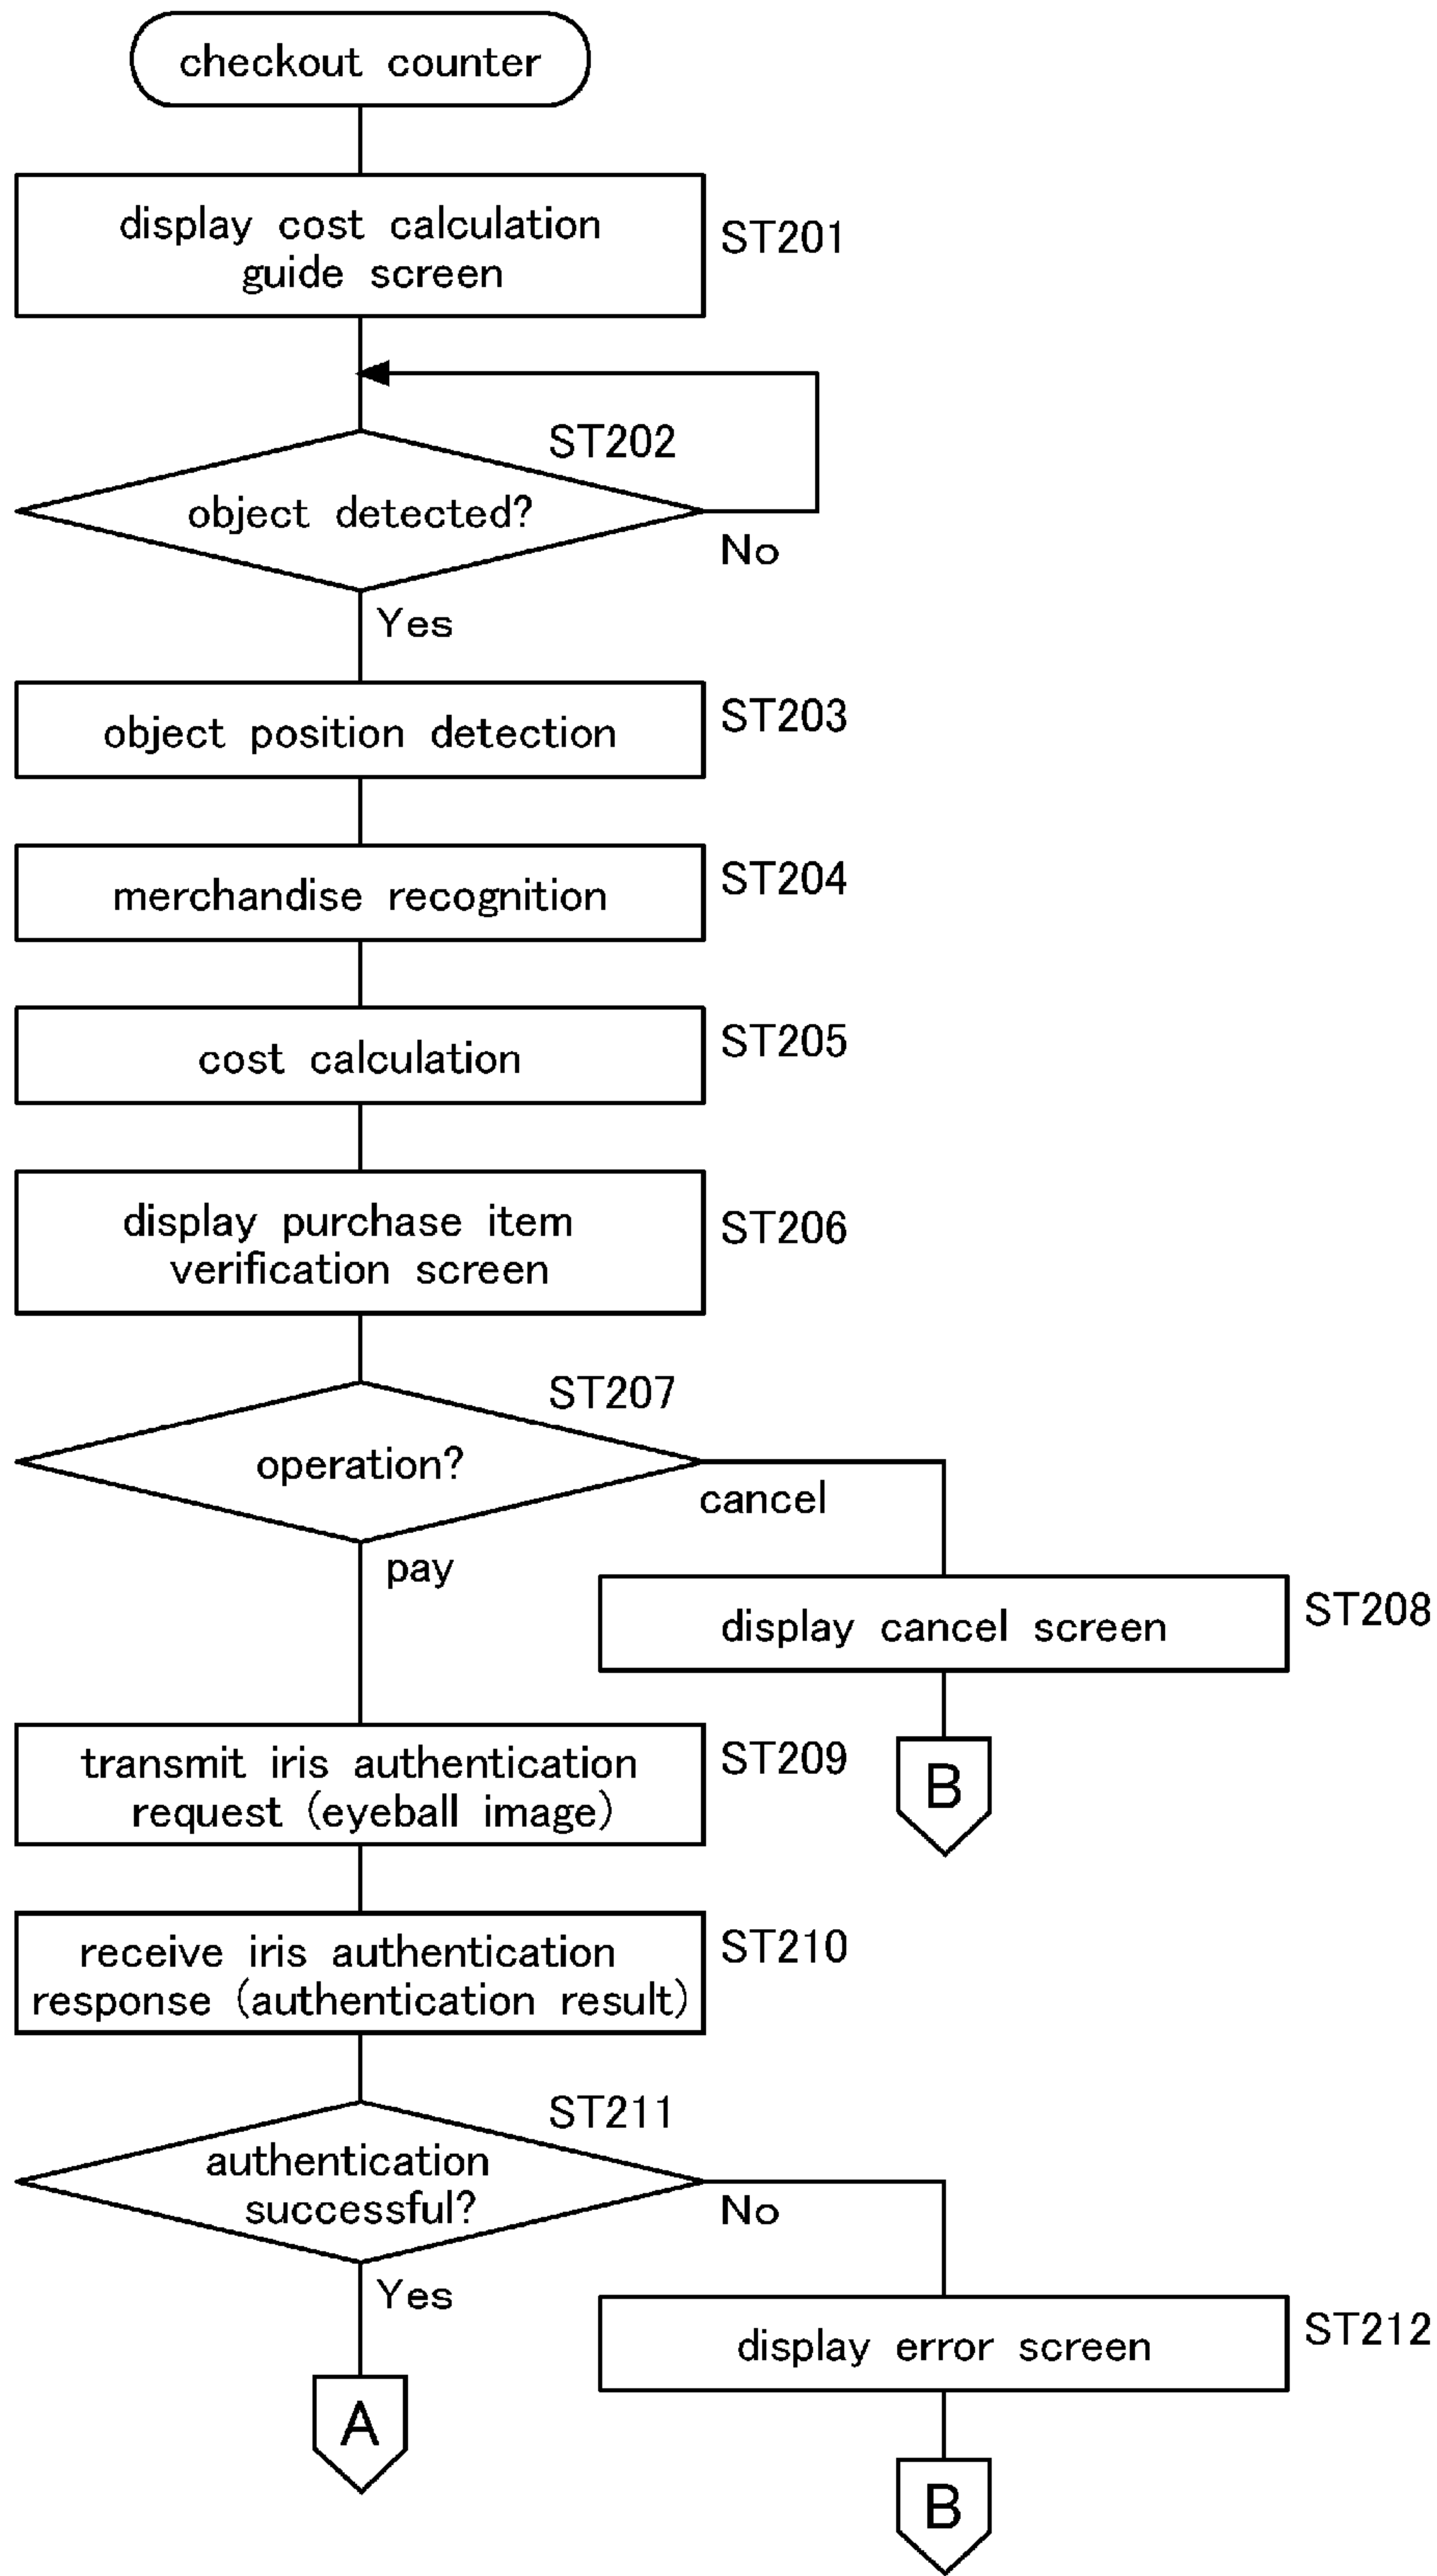 checkout counter
display cost calculation
guide screen
ST201
ST202
object detected?
No
Yes
object position detection
ST203
merchandise recognition
ST204
cost calculation
ST205
display purchase item
verification screen
ST206
ST207
operation?
cancel
pay
display cancel screen
ST208
B
transmit iris authentication
request (eyeball image)
ST209
receive iris authentication
response (authentication result)
ST210
ST211
authentication
successful?
No
Yes
display error screen
ST212
A
B